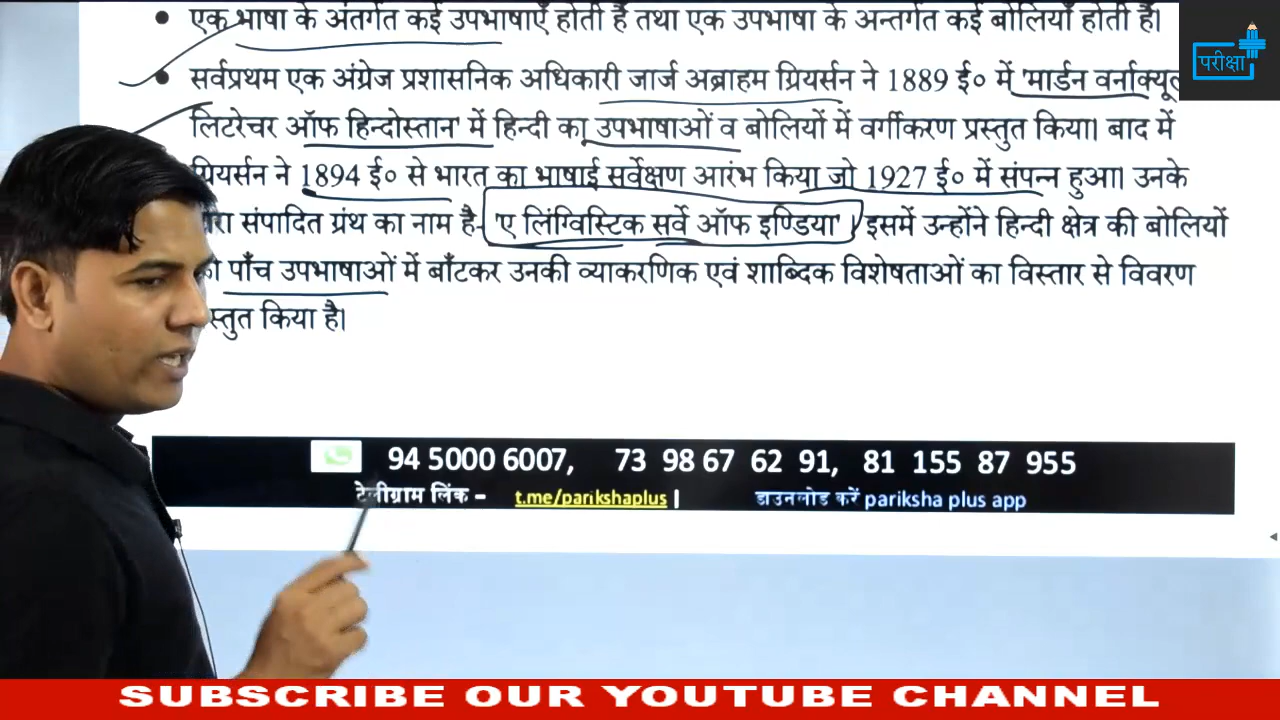 एक भाषा के अंतर्गत कई उपभाषाएँ होती हैं तथा एक उपभाषा के अन्तर्गत कई बोलियाँ होती हैं।
परीक्षा
सर्वप्रथम एक अंग्रेज प्रशासनिक अधिकारी जार्ज अब्राहम ग्रियर्सन ने 1889 ई० में 'मार्डन
लिटरेचर ऑफ हिन्दोस्तान' में हिन्दी का उपभाषाओं व बोलियों में वर्गीकरण प्रस्तुत किया। बाद में
ग्रियर्सन ने 1894 ई० से भारत का भाषाई सर्वेक्षण आरंभ किया जो 1927 ई० में संपन्न हुआ। उनके
संपादित ग्रंथ का नाम है- 'ए लिंग्विस्टिक सर्वे ऑफ इण्डिया' । इसमें उन्होंने हिन्दी क्षेत्र की बोलियों
पाँच उपभाषाओं में बाँटकर उनकी व्याकरणिक एवं शाब्दिक विशेषताओं का विस्तार से विवरण
किया है।
94 5000 6007, 73 98 67 62 91, 81 155 87 955
टेलीग्राम लिंक – t.me/parikshaplus | डाउनलोड करें pariksha plus app
SUBSCRIBE OUR YOUTUBE CHANNEL